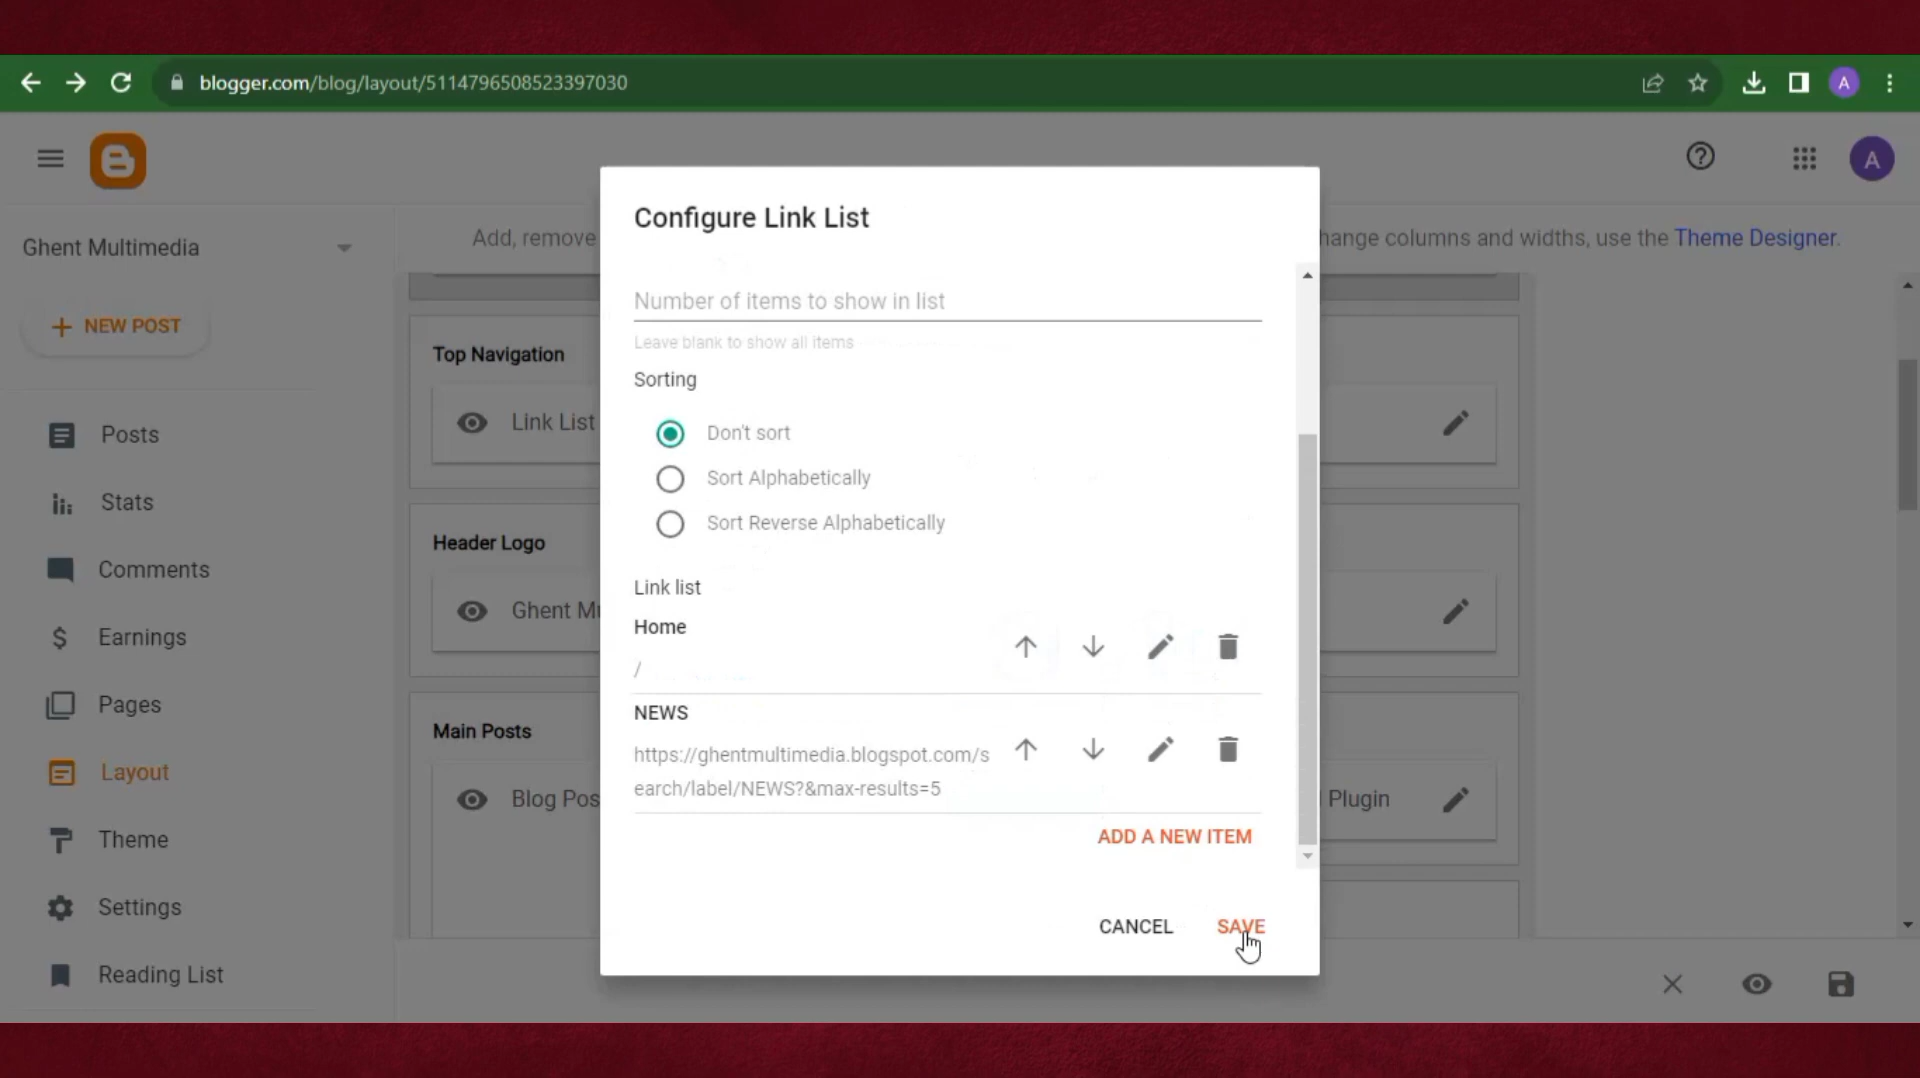 blogger.com/blog/layout/5114796508523397030
A
A
Add, remove
hange columns and widths, use the Theme Designer.
Ghent Multimedia
NEW POST
Posts
Stats
Comments
Earnings
Pages
Layout
Theme
Settings
Reading List
Top Navigation
Link List
Header Logo
Ghent Mu
Main Posts
Blog Pos
Plugin
Configure Link List
Number of items to show in list
Leave blank to show all items
Sorting
Don't sort
Sort Alphabetically
Sort Reverse Alphabetically
Link list
Home
/
NEWS
https://ghentmultimedia.blogspot.com/s
earch/label/NEWS?&max-results=5
ADD A NEW ITEM
CANCEL
SAVE